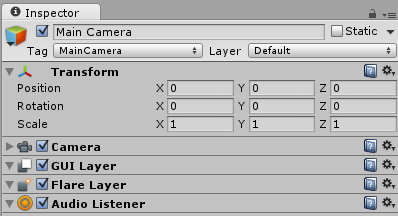 Inspector
Main Camera Static
Tag MainCamera Layer Default
Transform
Position X 0 Y 0 Z 0
Rotation X 0 Y 0 Z 0
Scale X 1 Y 1 Z 1
Camera
GUI Layer
Flare Layer
Audio Listener